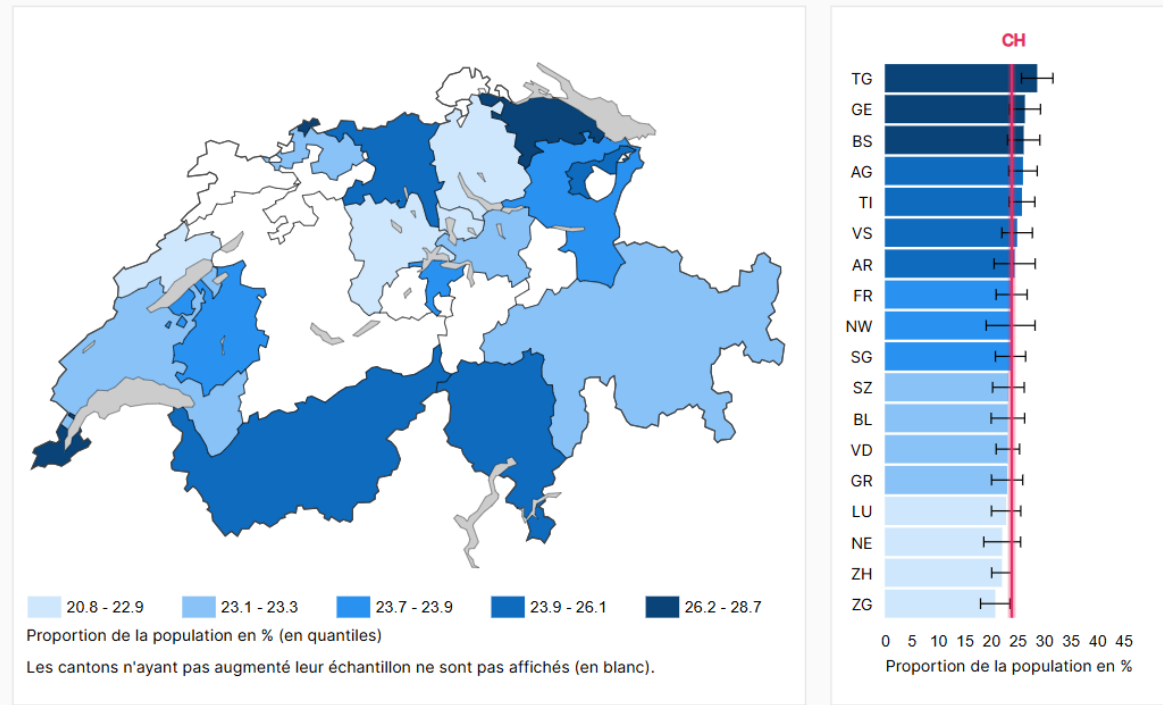 20.8 - 22.9
23.1 - 23.3
23.7 - 23.9
23.9 - 26.1
26.2 - 28.7
Proportion de la population en % (en quantiles)
Les cantons n'ayant pas augmenté leur échantillon ne sont pas affichés (en blanc).
CH
TG
GE
BS
AG
TI
VS
AR
FR
NW
SG
SZ
BL
VD
GR
LU
NE
ZH
ZG
0 5 10 15 20 25 30 35 40 45
Proportion de la population en %